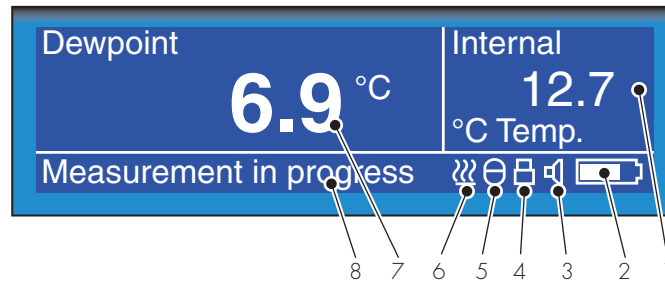 Dewpoint
6.9 °C
Internal
12.7
°C Temp.
Measurement in progress
8 7 6 5 4 3 2